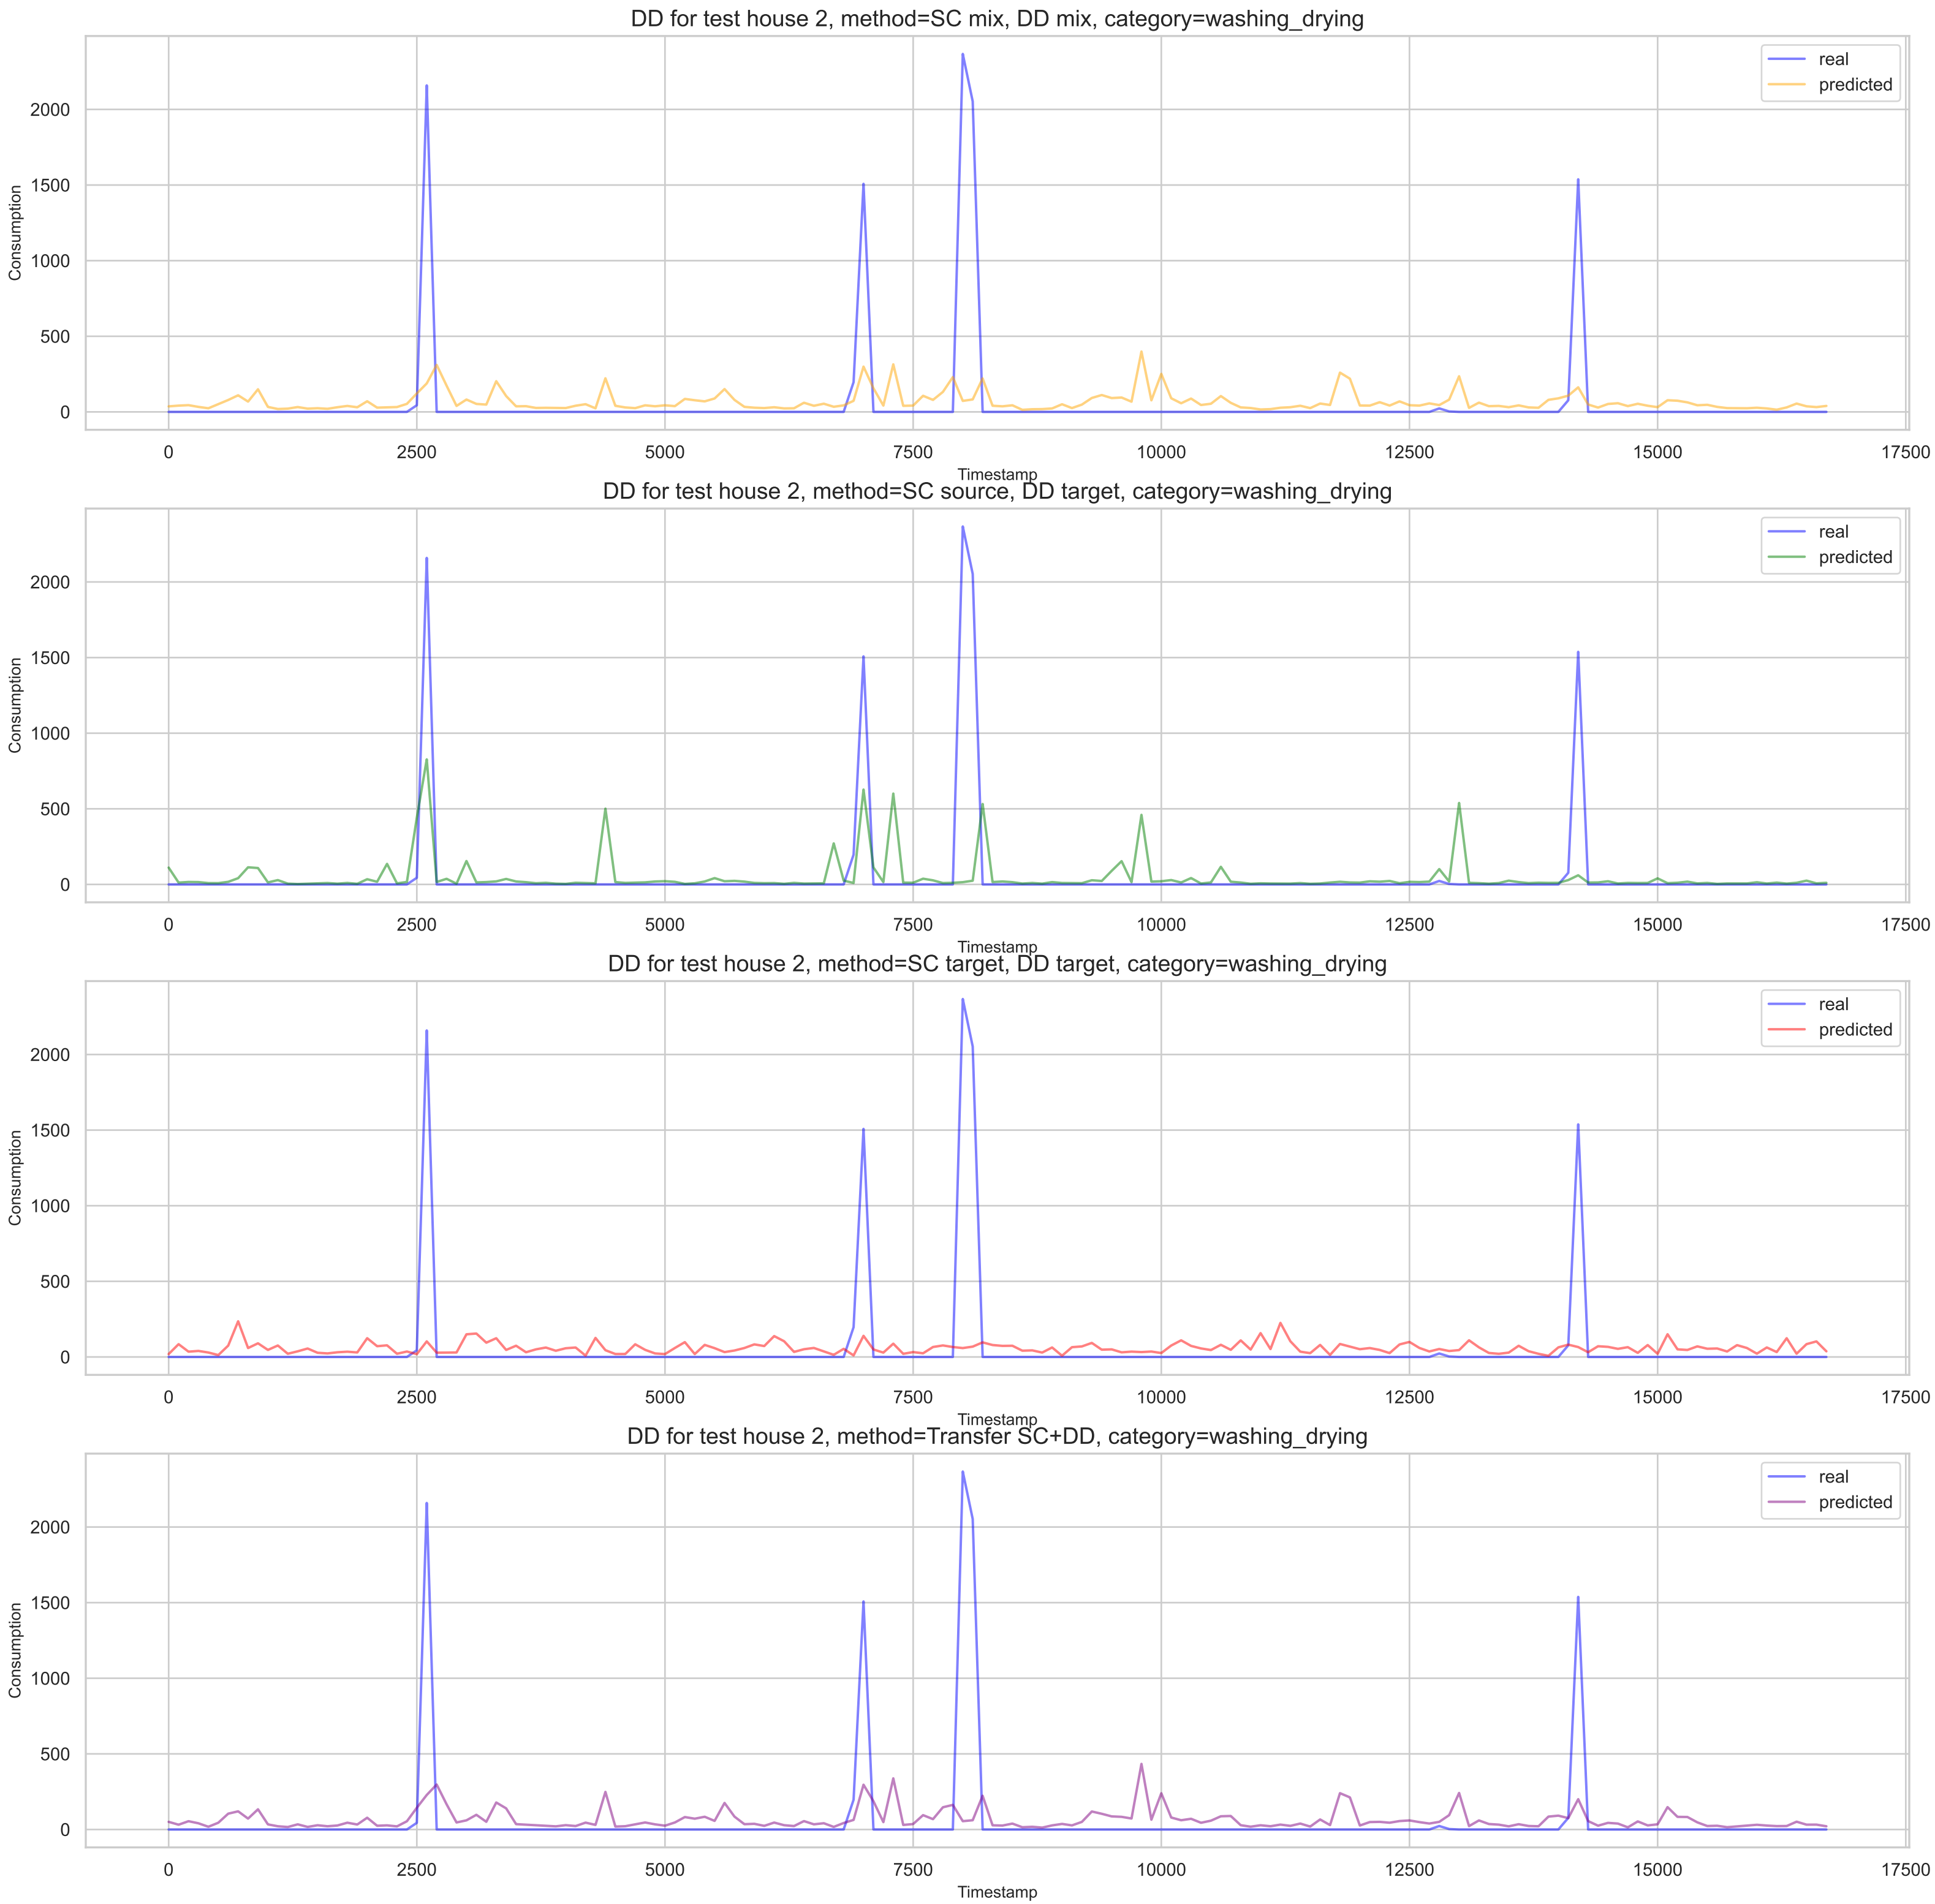 DD for test house 2, method=SC mix, DD mix, category=washing_drying
real
predicted
2000
1500
1000
500
0
Consumption
0 2500 5000 7500 10000 12500 15000 17500
Timestamp
DD for test house 2, method=SC source, DD target, category=washing_drying
real
predicted
2000
1500
1000
500
0
Consumption
0 2500 5000 7500 10000 12500 15000 17500
Timestamp
DD for test house 2, method=SC target, DD target, category=washing_drying
real
predicted
2000
1500
1000
500
0
Consumption
0 2500 5000 7500 10000 12500 15000 17500
Timestamp
DD for test house 2, method=Transfer SC+DD, category=washing_drying
real
predicted
2000
1500
1000
500
0
Consumption
0 2500 5000 7500 10000 12500 15000 17500
Timestamp